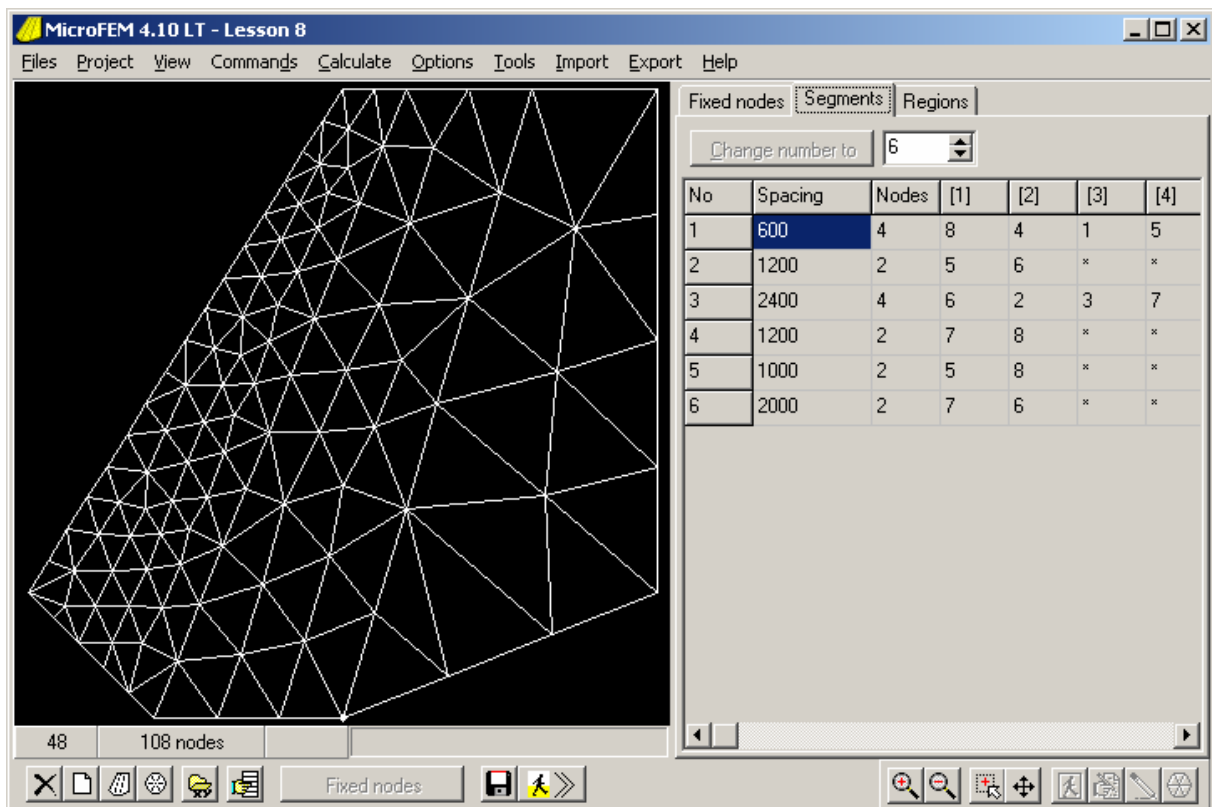 MicroFEM 4.10 LT - Lesson 8
Files Project View Commands Calculate Options Tools Import Export Help
Fixed nodes Segments Regions
Change number to 6
No Spacing Nodes [1] [2] [3] [4]
1 600 4 8 4 1 5
2 1200 2 5 6 * *
3 2400 4 6 2 3 7
4 1200 2 7 8 * *
5 1000 2 5 8 * *
6 2000 2 7 6 * *
48 108 nodes
Fixed nodes